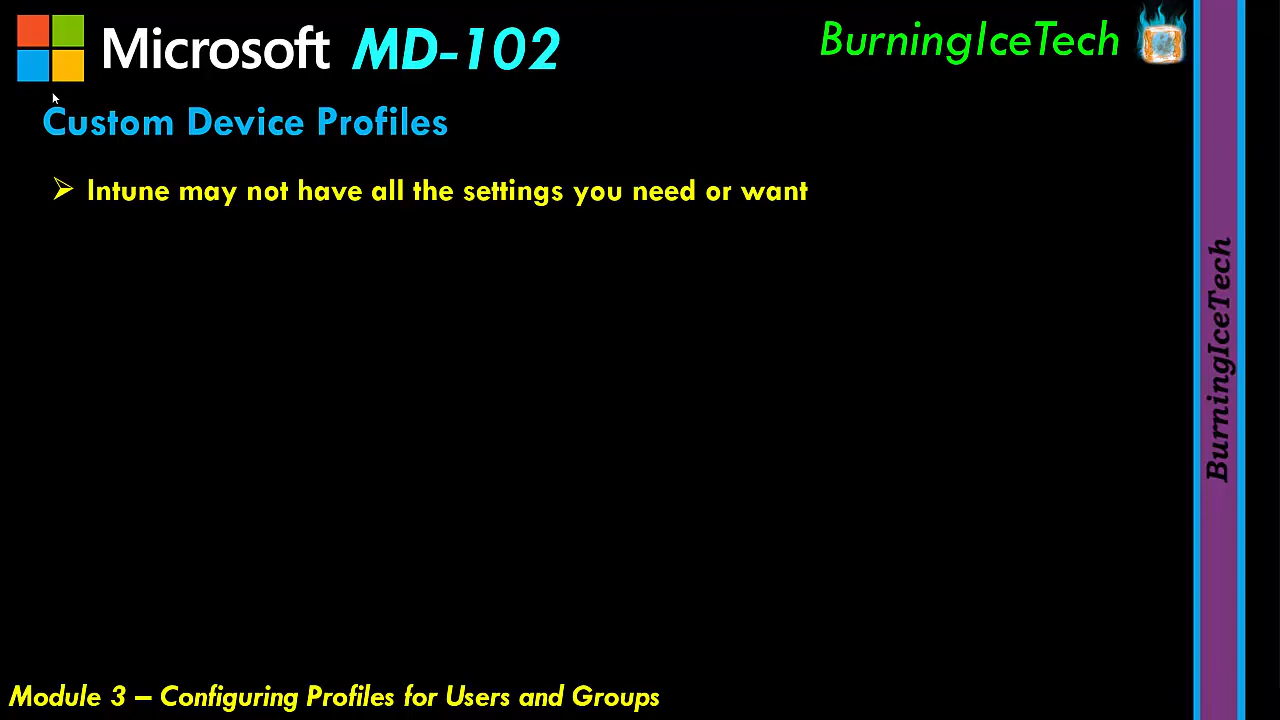 Microsoft MD-102
BurningIceTech
Custom Device Profiles
Intune may not have all the settings you need or want
BurningIceTech
Module 3 – Configuring Profiles for Users and Groups